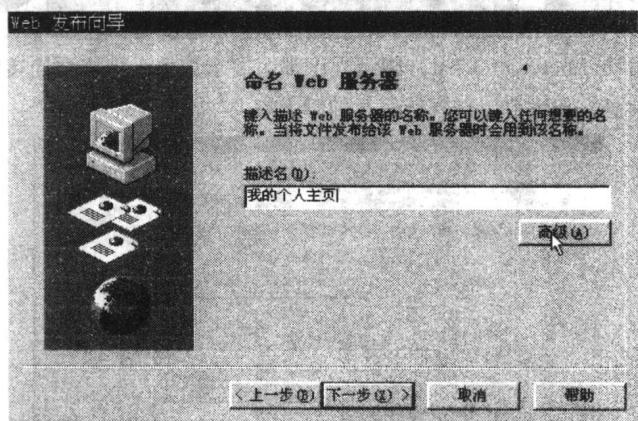 Web 发布向导
命名 Web 服务器
键入描述 Web 服务器的名称。您可以键入任何想要的名
称。当将文件发布给该 Web 服务器时会用到该名称。
描述名(D):
我的个人主页
高级(A)
< 上一步(B)
下一步(N) >
取消
帮助